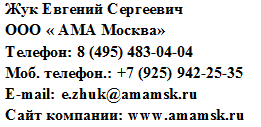 Жук Евгений Сергеевич
ООО « АМА Москва»
Телефон: 8 (495) 483-04-04
Моб. телефон.: +7 (925) 942-25-35
E-mail: e.zhuk@amamsk.ru
Сайт компании: www.amamsk.ru